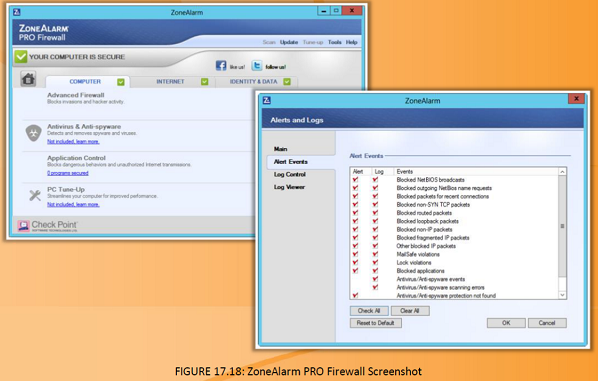 ZoneAlarm
ZONEALARM
PRO Firewall
Scan Update Tune-up Tools Help
YOUR COMPUTER IS SECURE
like us! follow us!
COMPUTER INTERNET IDENTITY & DATA
Advanced Firewall
Blocks invasions and hacker activity.
Antivirus & Anti-spyware
Detects and removes spyware and viruses.
Not included, learn more.
Application Control
Blocks dangerous behaviors and unauthorized Internet transmissions.
0 programs secured
PC Tune-Up
Streamlines your computer for improved performance.
Not included, learn more.
Check Point
SOFTWARE TECHNOLOGIES LTD.
ZoneAlarm
Alerts and Logs
Main
Alert Events
Log Control
Log Viewer
Alert Events
Alert Log Events
Blocked NetBIOS broadcasts
Blocked outgoing NetBios name requests
Blocked packets for recent connections
Blocked non-SYN TCP packets
Blocked routed packets
Blocked loopback packets
Blocked non-IP packets
Blocked fragmented IP packets
Other blocked IP packets
MailSafe violations
Lock violations
Blocked applications
Antivirus/Anti-spyware events
Antivirus/Anti-spyware scanning errors
Antivirus/Anti-spyware protection not found
Check All Clear All
Reset to Default OK Cancel
FIGURE 17.18: ZoneAlarm PRO Firewall Screenshot